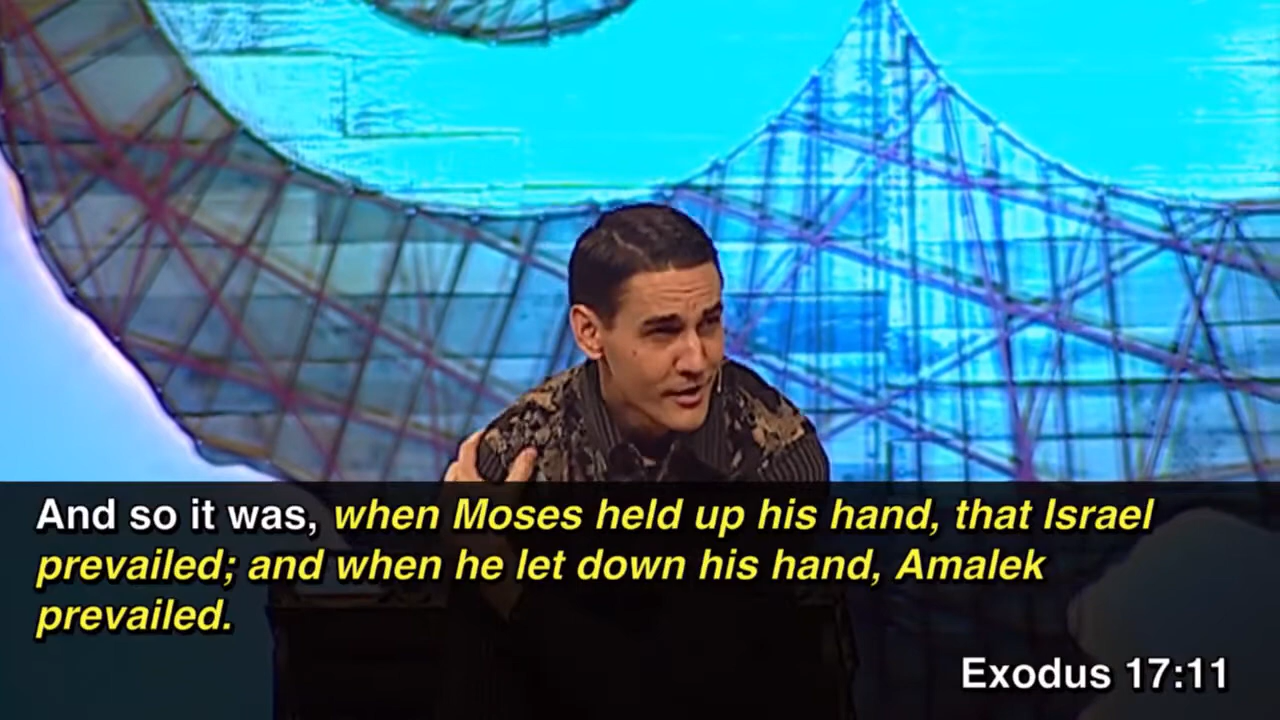 And so it was, when Moses held up his hand, that Israel
prevailed; and when he let down his hand, Amalek
prevailed.
Exodus 17:11